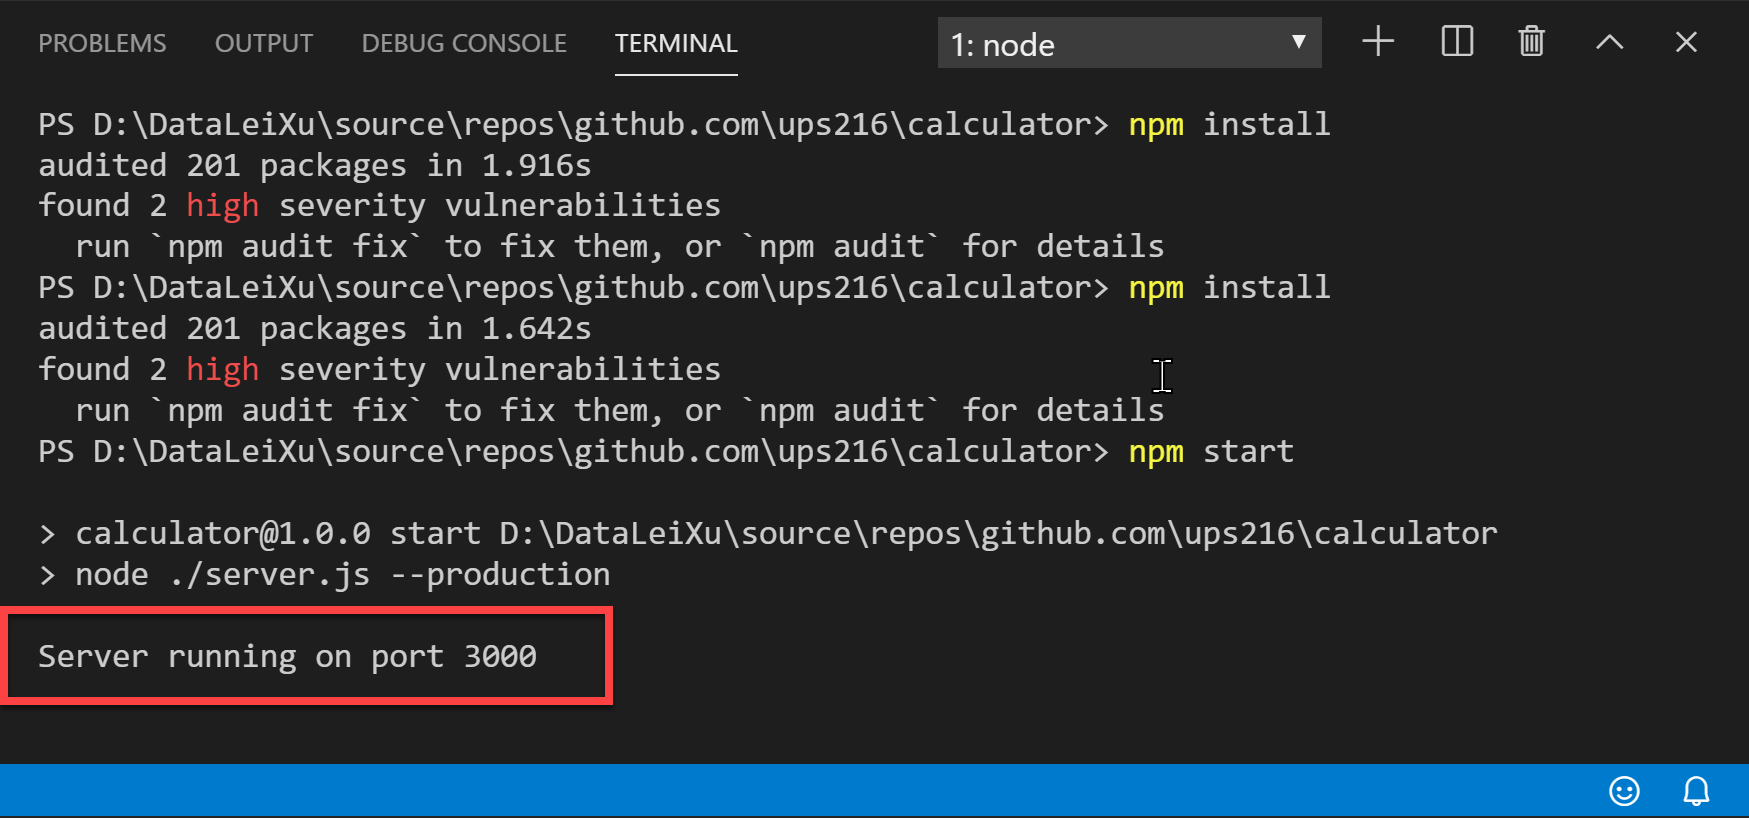 PROBLEMS OUTPUT DEBUG CONSOLE TERMINAL 1: node
PS D:\DataLeiXu\source\repos\github.com\ups216\calculator> npm install
audited 201 packages in 1.916s
found 2 high severity vulnerabilities
  run `npm audit fix` to fix them, or `npm audit` for details
PS D:\DataLeiXu\source\repos\github.com\ups216\calculator> npm install
audited 201 packages in 1.642s
found 2 high severity vulnerabilities
  run `npm audit fix` to fix them, or `npm audit` for details
PS D:\DataLeiXu\source\repos\github.com\ups216\calculator> npm start
> calculator@1.0.0 start D:\DataLeiXu\source\repos\github.com\ups216\calculator
> node ./server.js --production
Server running on port 3000